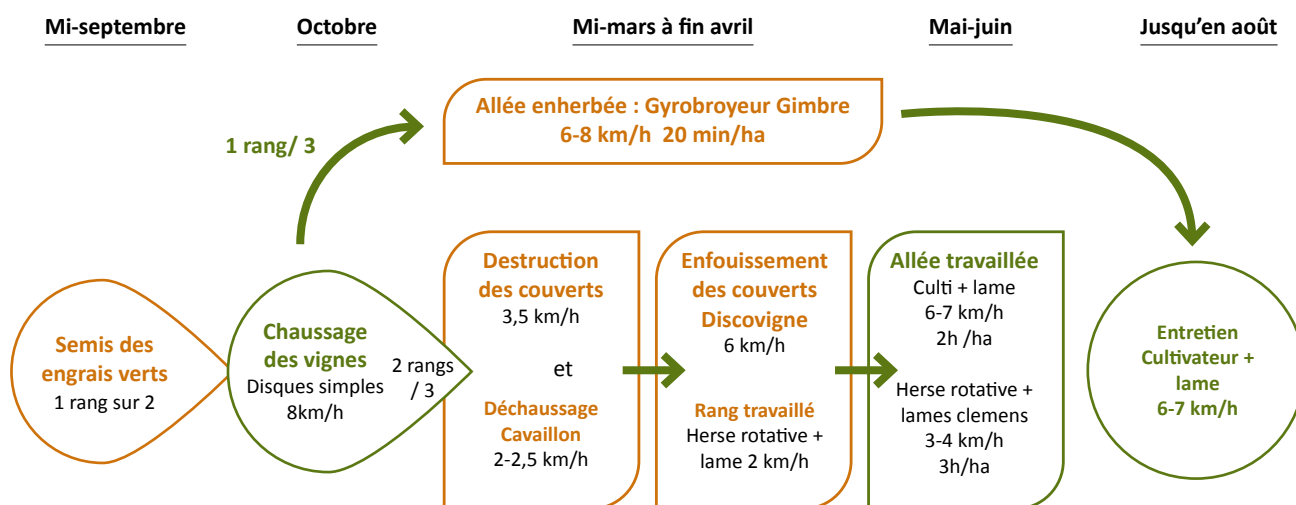 Mi-septembre
Octobre
Mi-mars à fin avril
Mai-juin
Jusqu'en août
Allée enherbée : Gyrobroyeur Gimbre
6-8 km/h 20 min/ha
1 rang/ 3
Semis des
engrais verts
1 rang sur 2
Chaussage
des vignes
Disques simples
8km/h
2 rangs
/ 3
Destruction
des couverts
3,5 km/h
et
Déchaussage
Cavaillon
2-2,5 km/h
Enfouissement
des couverts
Discovigne
6 km/h
Rang travaillé
Herse rotative +
lame 2 km/h
Allée travaillée
Culti + lame
6-7 km/h
2h /ha
Herse rotative +
lames clemens
3-4 km/h
3h/ha
Entretien
Cultivateur +
lame
6-7 km/h